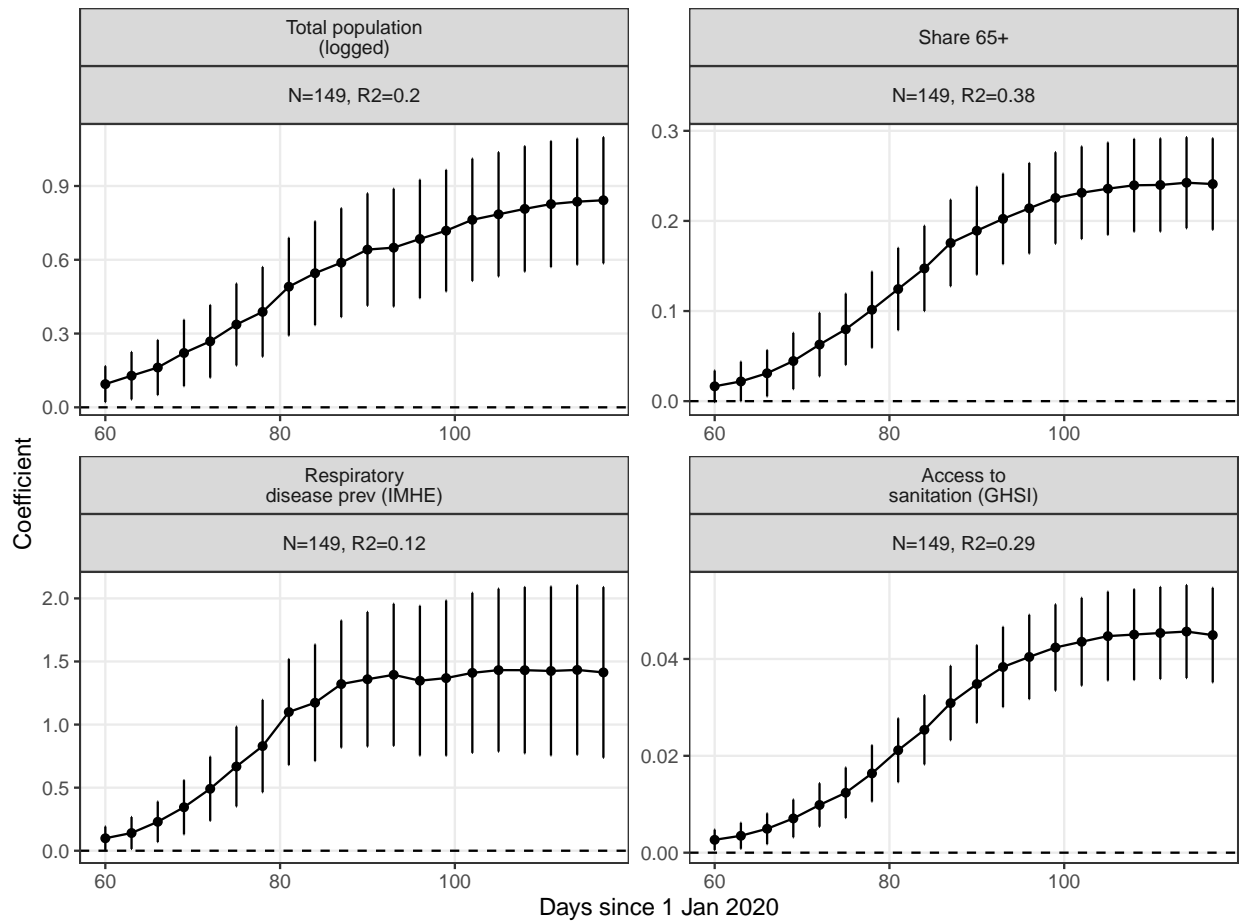 Total population
(logged)
N=149, R2=0.2
0.9
0.6
0.3
0.0
60
80
100
Share 65+
N=149, R2=0.38
0.3
0.2
0.1
0.0
60
80
100
Coefficient
Respiratory
disease prev (IMHE)
N=149, R2=0.12
2.0
1.5
1.0
0.5
0.0
60
80
100
Access to
sanitation (GHSI)
N=149, R2=0.29
0.04
0.02
0.00
60
80
100
Days since 1 Jan 2020